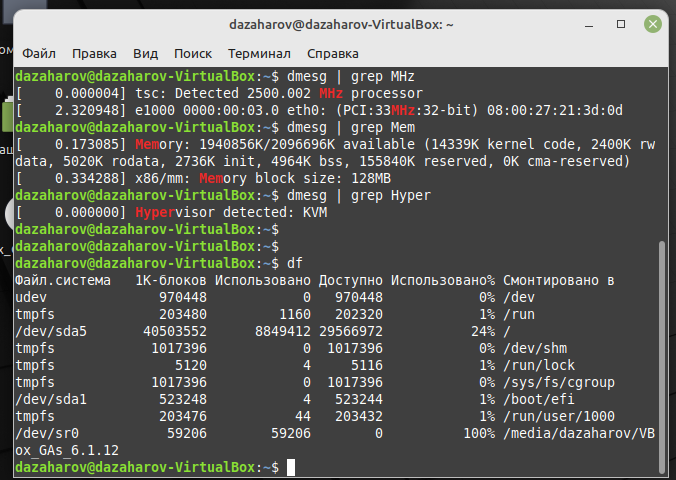 dazaharov@dazaharov-VirtualBox: ~
Файл Правка Вид Поиск Терминал Справка
dazaharov@dazaharov-VirtualBox:~$ dmesg | grep MHz
[    0.000004] tsc: Detected 2500.002 MHz processor
[    2.320948] e1000 0000:00:03.0 eth0: (PCI:33MHz:32-bit) 08:00:27:21:3d:0d
dazaharov@dazaharov-VirtualBox:~$ dmesg | grep Mem
[    0.173085] Memory: 1940856K/2096696K available (14339K kernel code, 2400K rw
data, 5020K rodata, 2736K init, 4964K bss, 155840K reserved, 0K cma-reserved)
[    0.334288] x86/mm: Memory block size: 128MB
dazaharov@dazaharov-VirtualBox:~$ dmesg | grep Hyper
[    0.000000] Hypervisor detected: KVM
dazaharov@dazaharov-VirtualBox:~$
dazaharov@dazaharov-VirtualBox:~$
dazaharov@dazaharov-VirtualBox:~$ df
Файл.система   1K-блоков Использовано Доступно Использовано% Смонтировано в
udev              970448            0   970448            0% /dev
tmpfs             203480         1160   202320            1% /run
/dev/sda5       40503552      8849412 29566972           24% /
tmpfs            1017396            0  1017396            0% /dev/shm
tmpfs               5120            4     5116            1% /run/lock
tmpfs            1017396            0  1017396            0% /sys/fs/cgroup
/dev/sda1         523248            4   523244            1% /boot/efi
tmpfs             203476           44   203432            1% /run/user/1000
/dev/sr0           59206        59206        0          100% /media/dazaharov/VB
ox_GAs_6.1.12
dazaharov@dazaharov-VirtualBox:~$